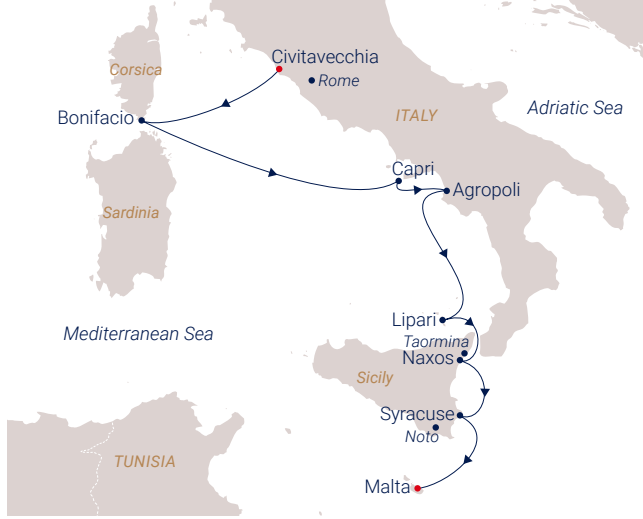 Civitavecchia
Corsica
Rome
Adriatic Sea
ITALY
Bonifacio
Capri
Agropoli
Sardinia
Lipari
Mediterranean Sea
Taormina
Naxos
Sicily
Syracuse
Noto
TUNISIA
Malta